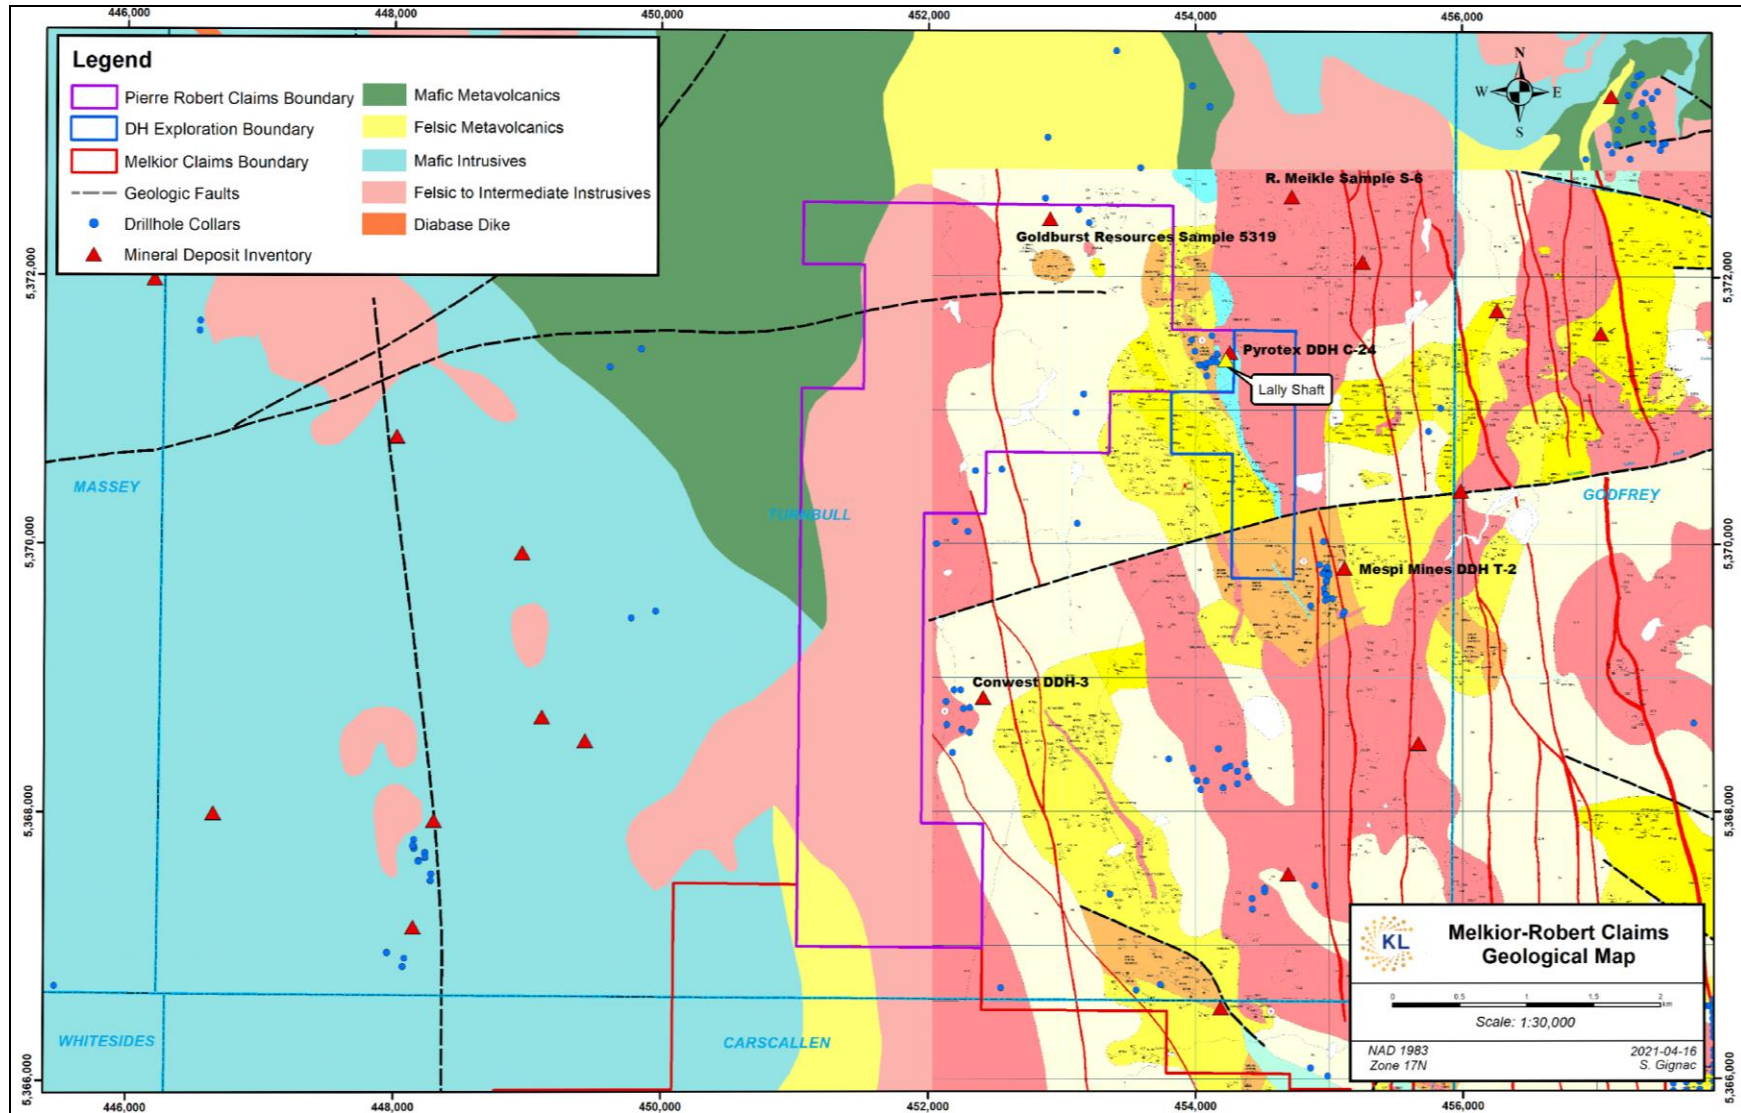 446,000
448,000
450,000
452,000
454,000
456,000
Legend
Pierre Robert Claims Boundary
DH Exploration Boundary
Melkior Claims Boundary
Geologic Faults
Drillhole Collars
Mineral Deposit Inventory
Mafic Metavolcanics
Felsic Metavolcanics
Mafic Intrusives
Felsic to Intermediate Instrusives
Diabase Dike
N
W
E
S
R. Meikle Sample S-6
Goldburst Resources Sample 5319
5,372,000
5,372,000
Pyrotex DDH C-24
Lally Shaft
MASSEY
TURNBULL
GODFREY
5,370,000
5,370,000
Mespi Mines DDH T-2
Conwest DDH-3
5,368,000
5,368,000
KL
Melkior-Robert Claims
Geological Map
0 0.5 1 1.5 2
km
Scale: 1:30,000
NAD 1983
Zone 17N
2021-04-16
S. Gignac
WHITESIDES
CARSCALLEN
5,366,000
5,366,000
446,000
448,000
450,000
452,000
454,000
456,000